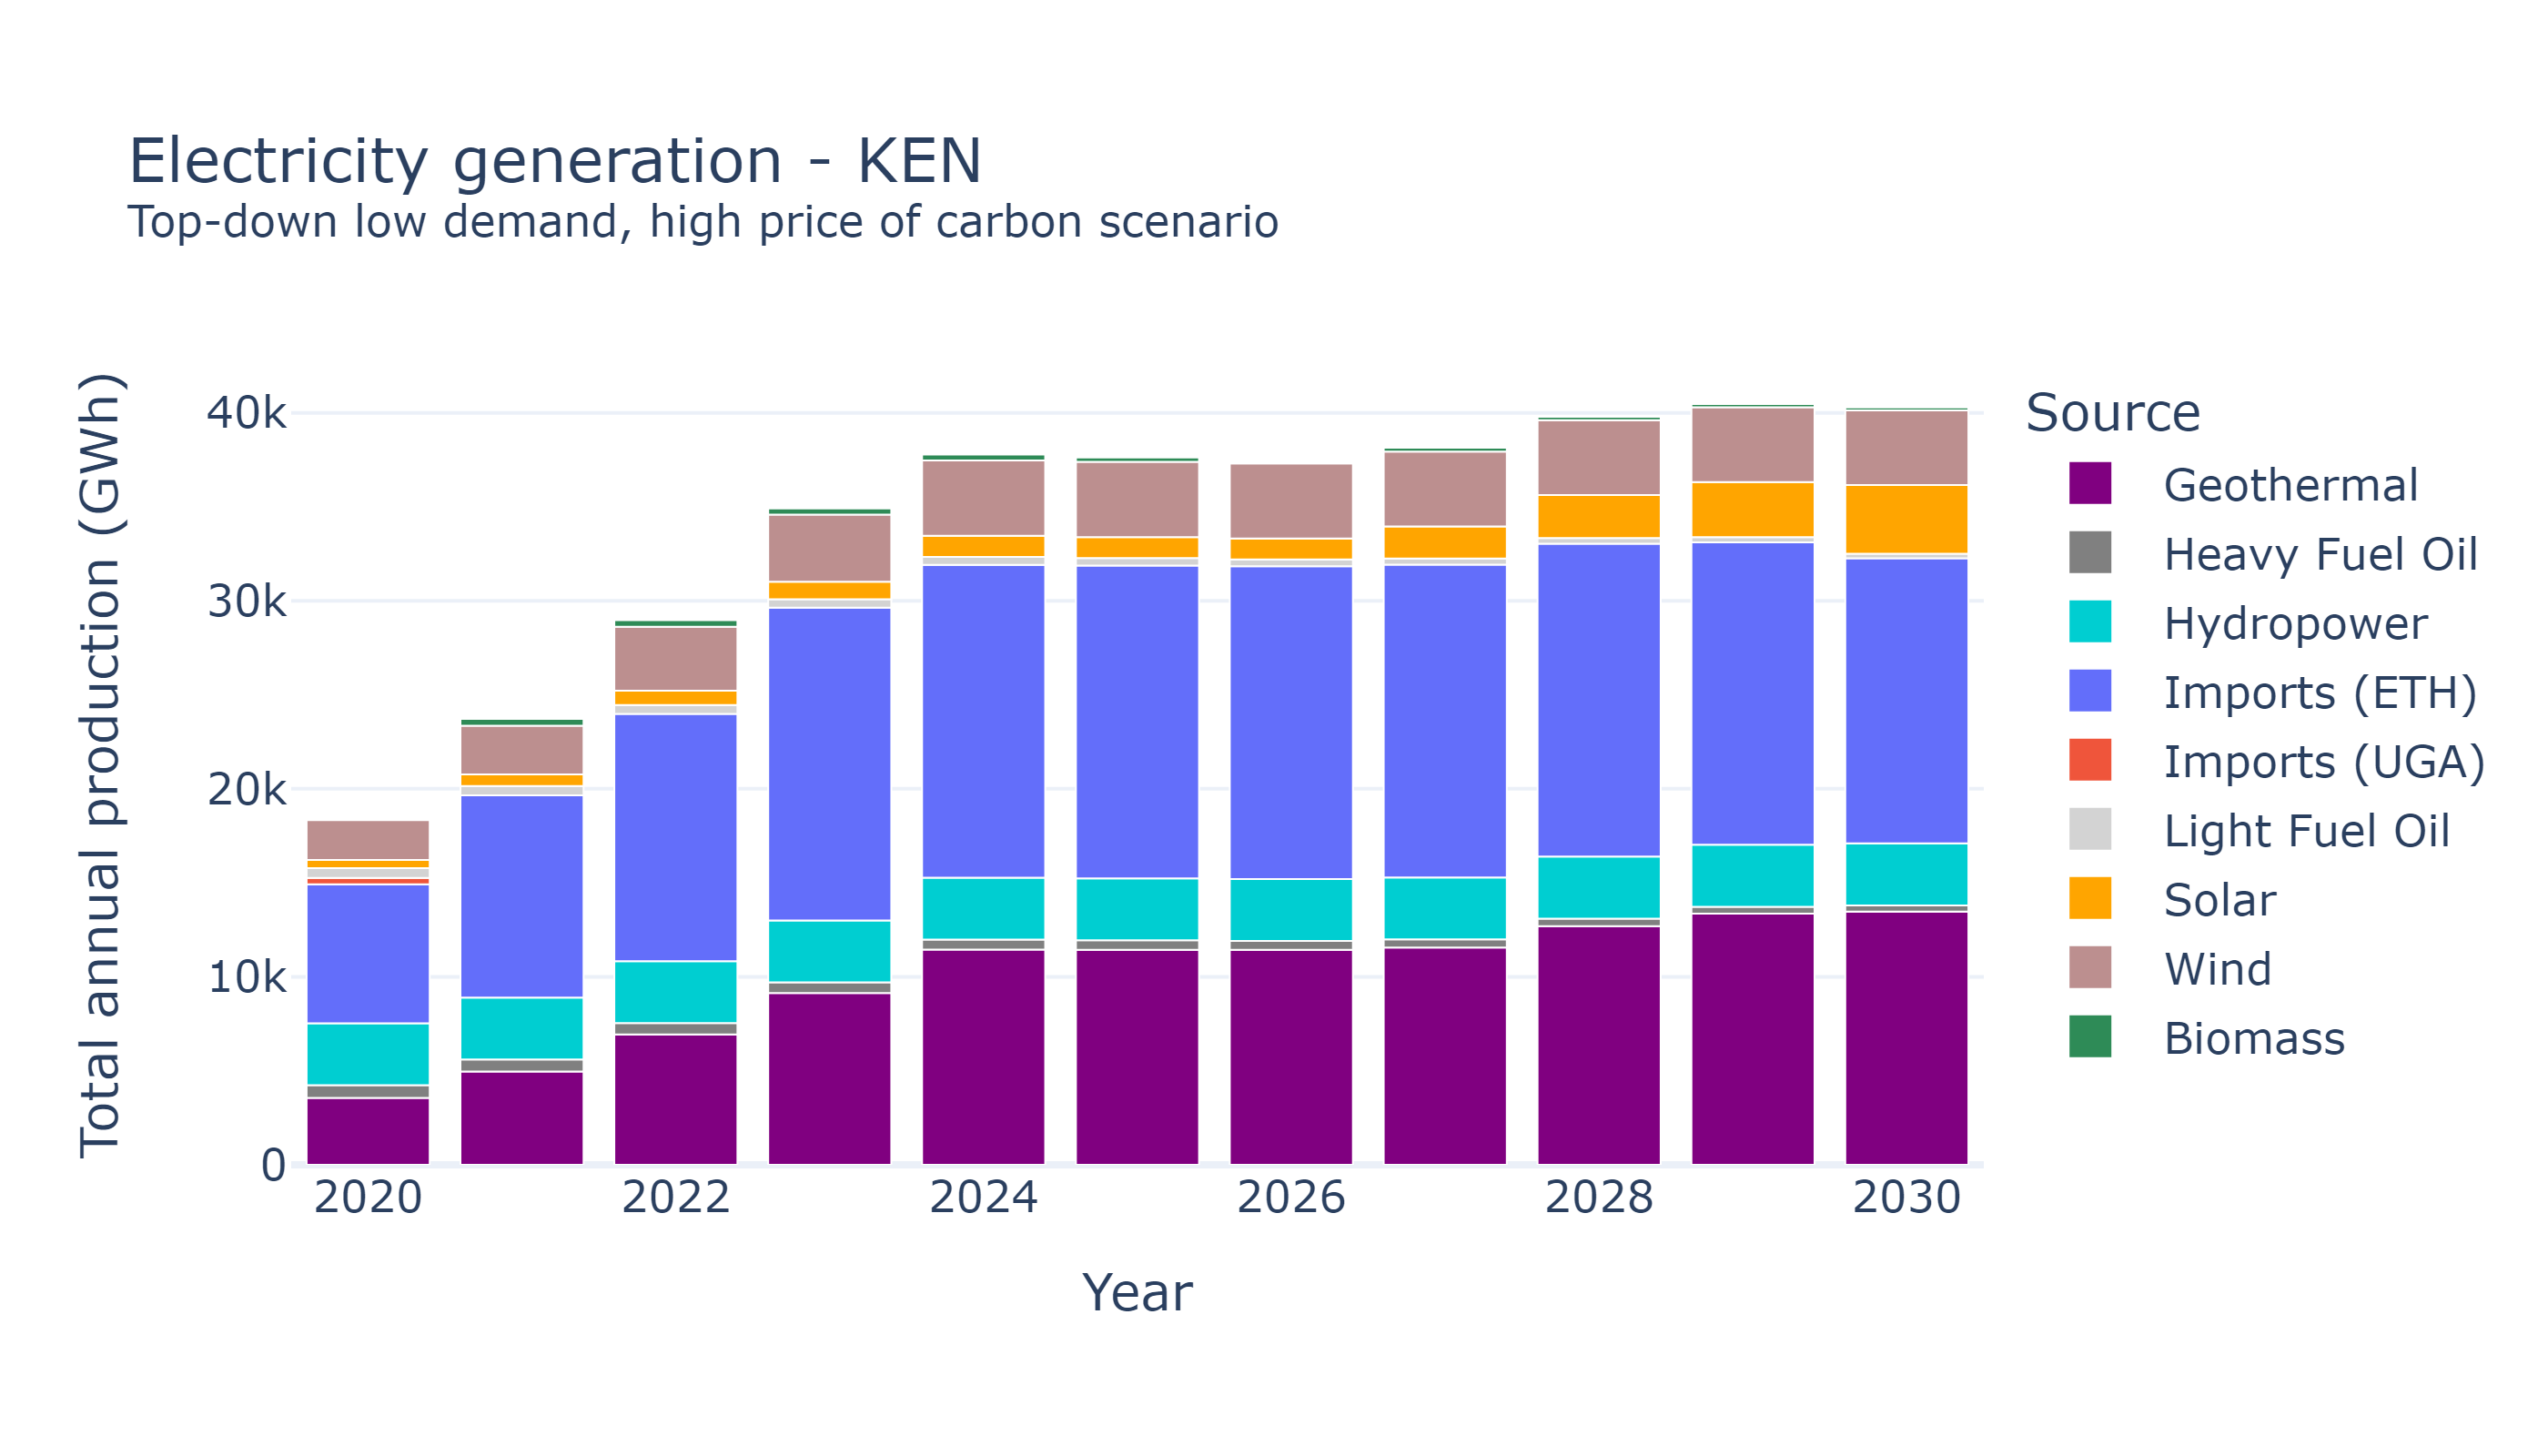 Electricity generation - KEN
Top-down low demand, high price of carbon scenario
Total annual production (GWh)
40k
30k
20k
10k
0
2020
2022
2024
2026
2028
2030
Year
Source
Geothermal
Heavy Fuel Oil
Hydropower
Imports (ETH)
Imports (UGA)
Light Fuel Oil
Solar
Wind
Biomass